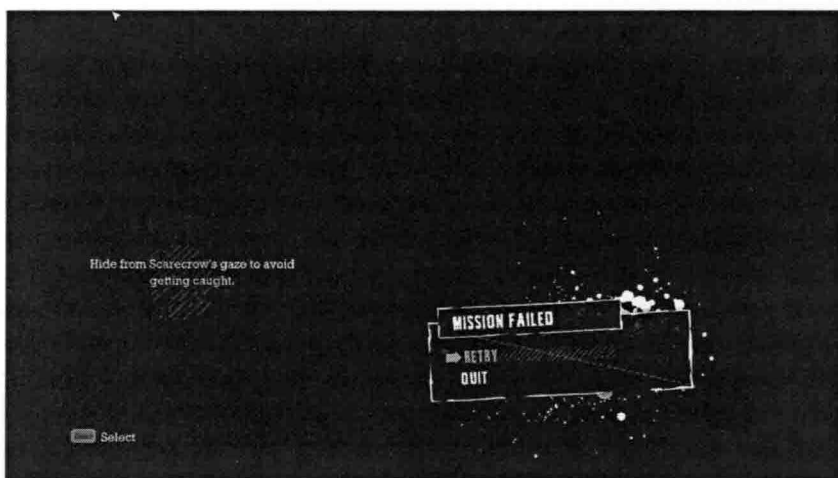 Hide from Scarecrow's gaze to avoid
getting caught.
MISSION FAILED
RETRY
QUIT
Select